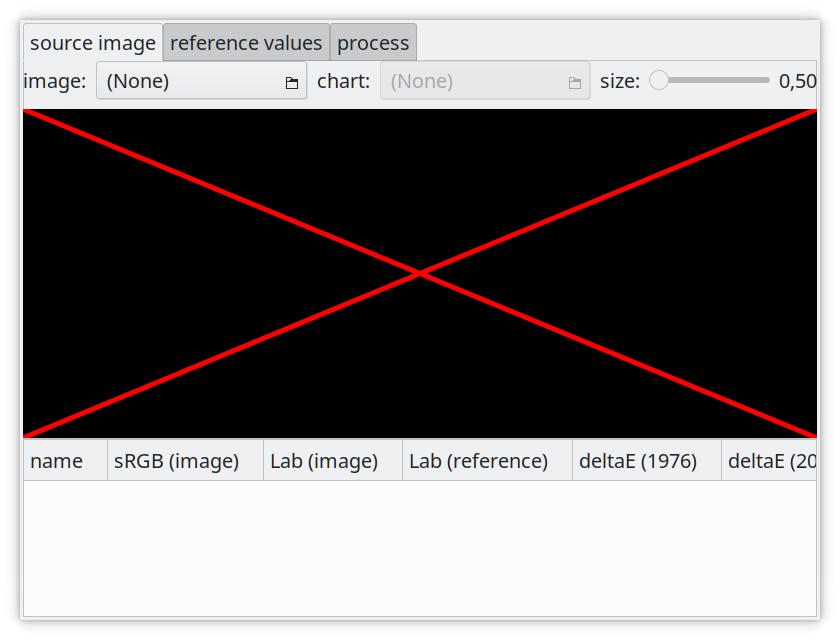 source image reference values process
image: (None) chart: (None) size: 0,50
name sRGB (image) Lab (image) Lab (reference) deltaE (1976) deltaE (20